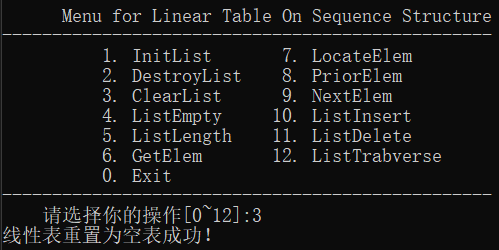 Menu for Linear Table On Sequence Structure
-------------------------------------------------
1. InitList 7. LocateElem
2. DestroyList 8. PriorElem
3. ClearList 9. NextElem
4. ListEmpty 10. ListInsert
5. ListLength 11. ListDelete
6. GetElem 12. ListTrabverse
0. Exit
-------------------------------------------------
请选择你的操作[0~12]:3
线性表重置为空表成功！